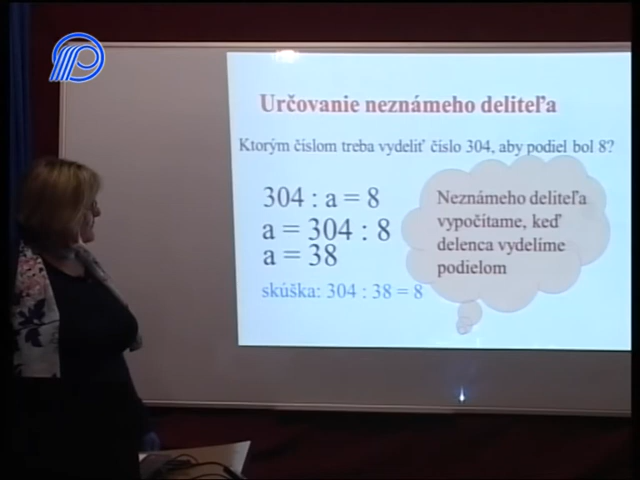 Určovanie neznámeho deliteľa
Ktorým číslom treba vydeliť číslo 304, aby podiel bol 8?
304 : a = 8
a = 304 : 8
a = 38
skúška: 304 : 38 = 8
Neznámeho deliteľa
vypočítame, keď
delenca vydelíme
podielom